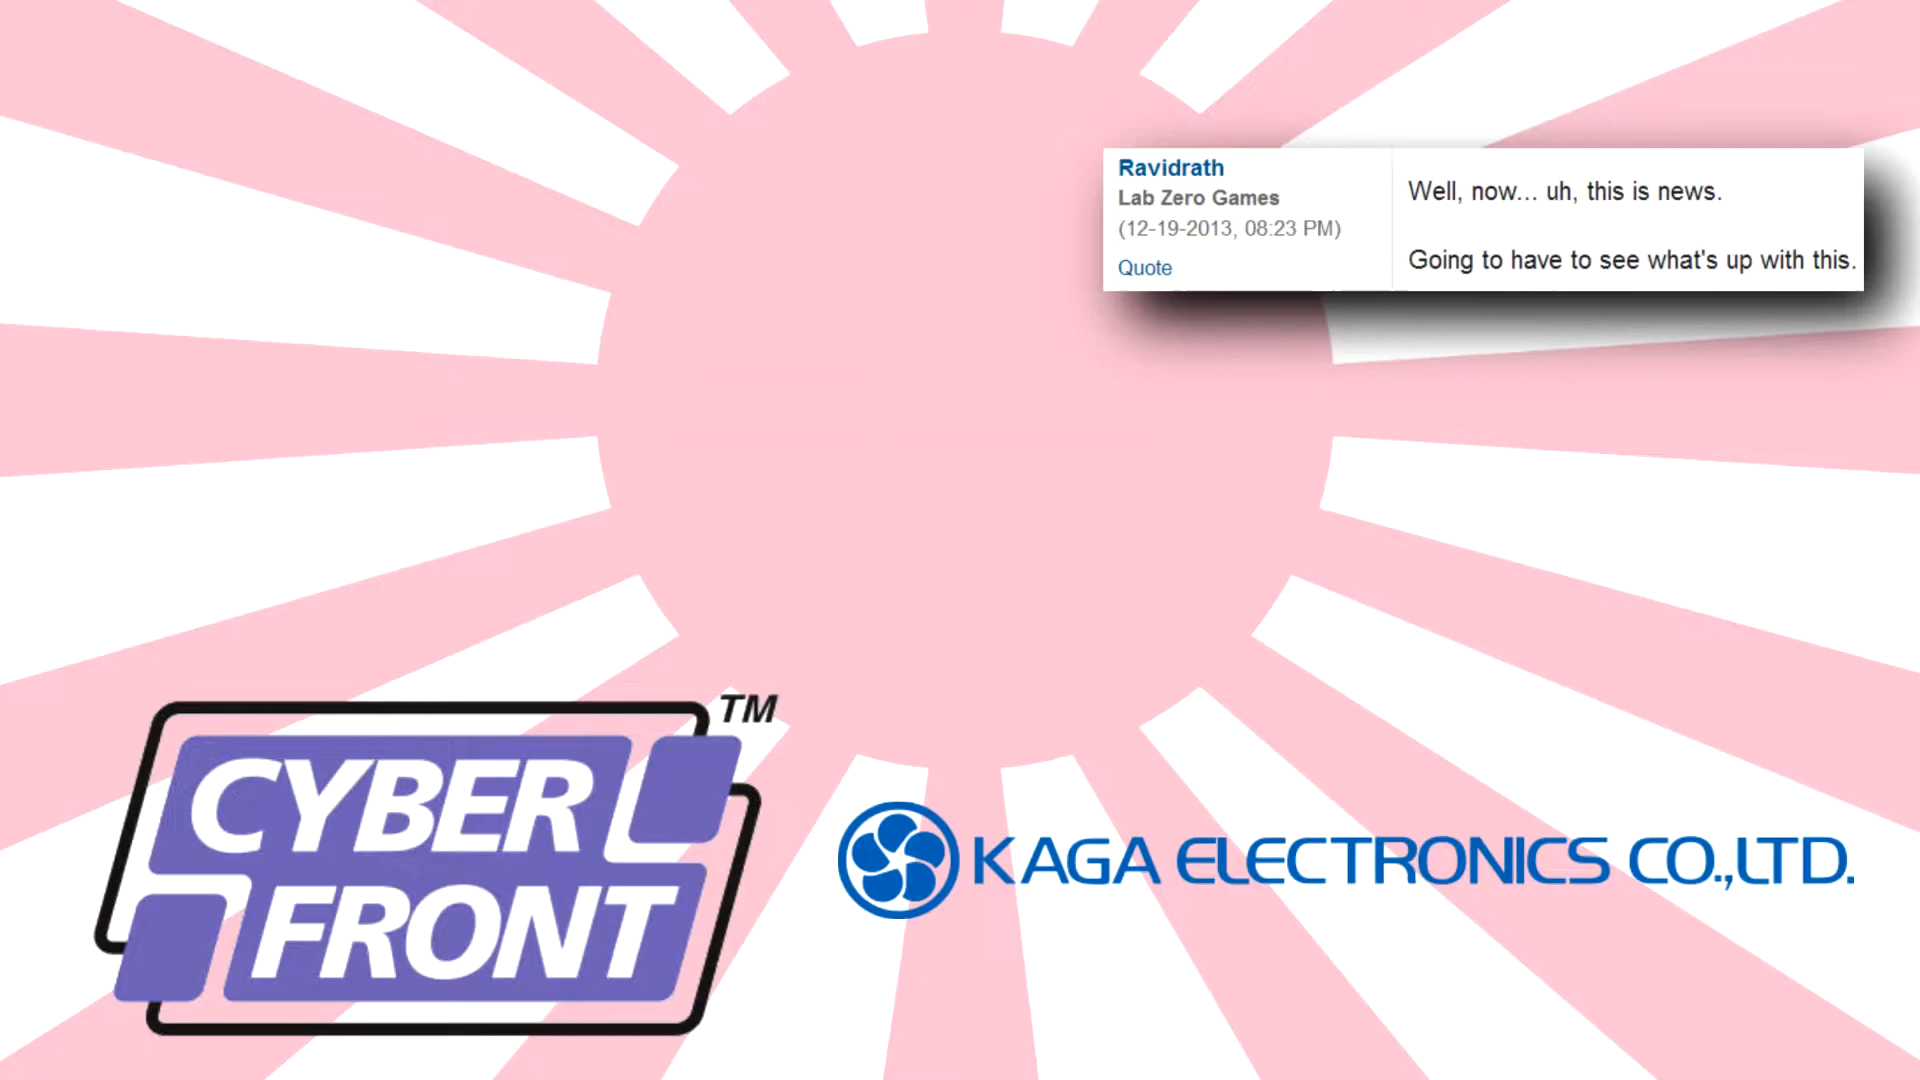 Ravidrath
Lab Zero Games
(12-19-2013, 08:23 PM)
Quote
Well, now... uh, this is news.
Going to have to see what's up with this.
CYBER
FRONT
TM
KAGA ELECTRONICS CO.,LTD.